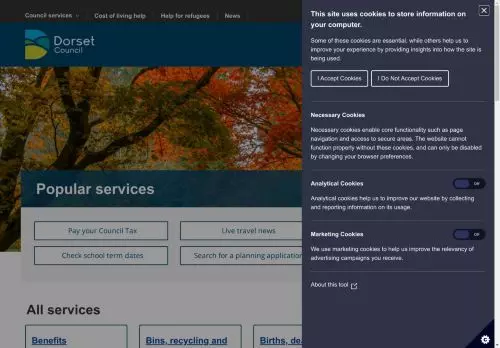 Council services
Cost of living help
Help for refugees
News
Dorset
Council
Popular services
Pay your Council Tax
Live travel news
Check school term dates
Search for a planning application
All services
Benefits
Bins, recycling and
Births, de
This site uses cookies to store information on
your computer.
Some of these cookies are essential, while others help us to
improve your experience by providing insights into how the site is
being used.
I Accept Cookies
I Do Not Accept Cookies
Necessary Cookies
Necessary cookies enable core functionality such as page
navigation and access to secure areas. The website cannot
function properly without these cookies, and can only be disabled
by changing your browser preferences.
Analytical Cookies
Off
Analytical cookies help us to improve our website by collecting
and reporting information on its usage.
Marketing Cookies
Off
We use marketing cookies to help us improve the relevancy of
advertising campaigns you receive.
About this tool